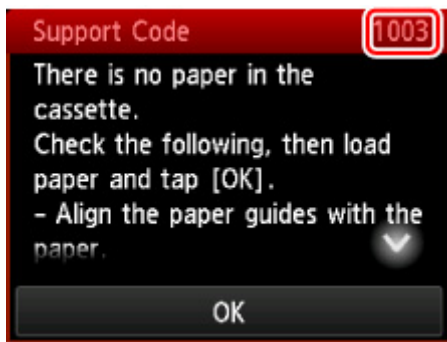 Support Code 1003
There is no paper in the
cassette.
Check the following, then load
paper and tap [OK].
- Align the paper guides with the
paper.
OK